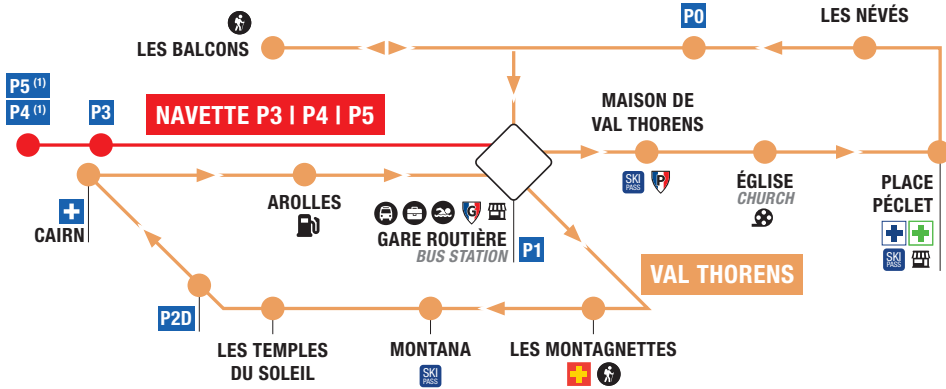 P0
LES NÉVÉS
LES BALCONS
P5 (1)
P4 (1)
P3
NAVETTE P3 | P4 | P5
MAISON DE
VAL THORENS
SKI
PASS
P
ÉGLISE
CHURCH
PLACE
PÉCLET
SKI
PASS
CAIRN
AROLLES
G
GARE ROUTIÈRE
BUS STATION
P1
VAL THORENS
P2D
LES TEMPLES
DU SOLEIL
MONTANA
SKI
PASS
LES MONTAGNETTES